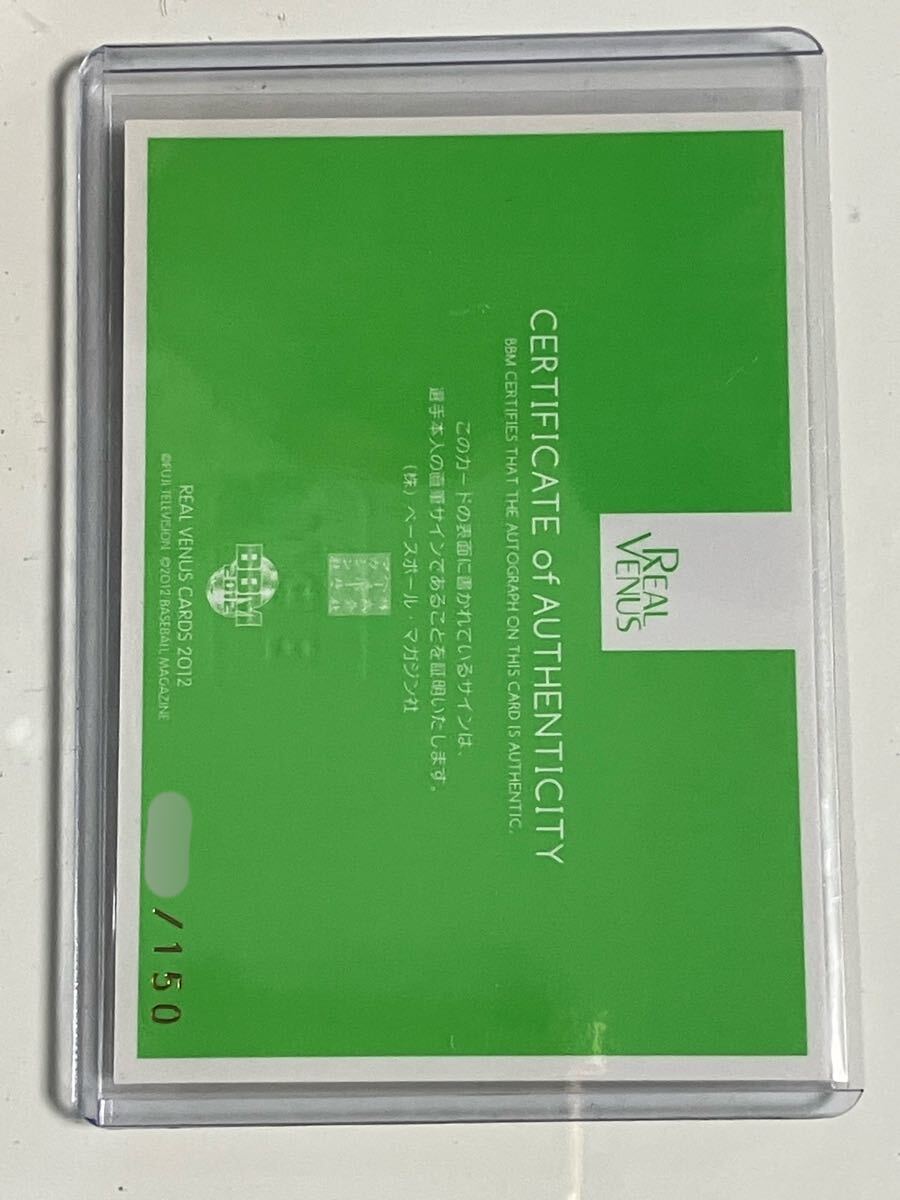 REAL
VENUS
CERTIFICATE of AUTHENTICITY
BBM CERTIFIES THAT THE AUTOGRAPH ON THIS CARD IS AUTHENTIC.
このカードの表面に書かれているサインは、
選手本人の直筆サインであることを証明いたします。
(株)ベースボール・マガジン社
BBM
2012
REAL VENUS CARDS 2012
©FUJI TELEVISION ©2012 BASEBALL MAGAZINE
/150